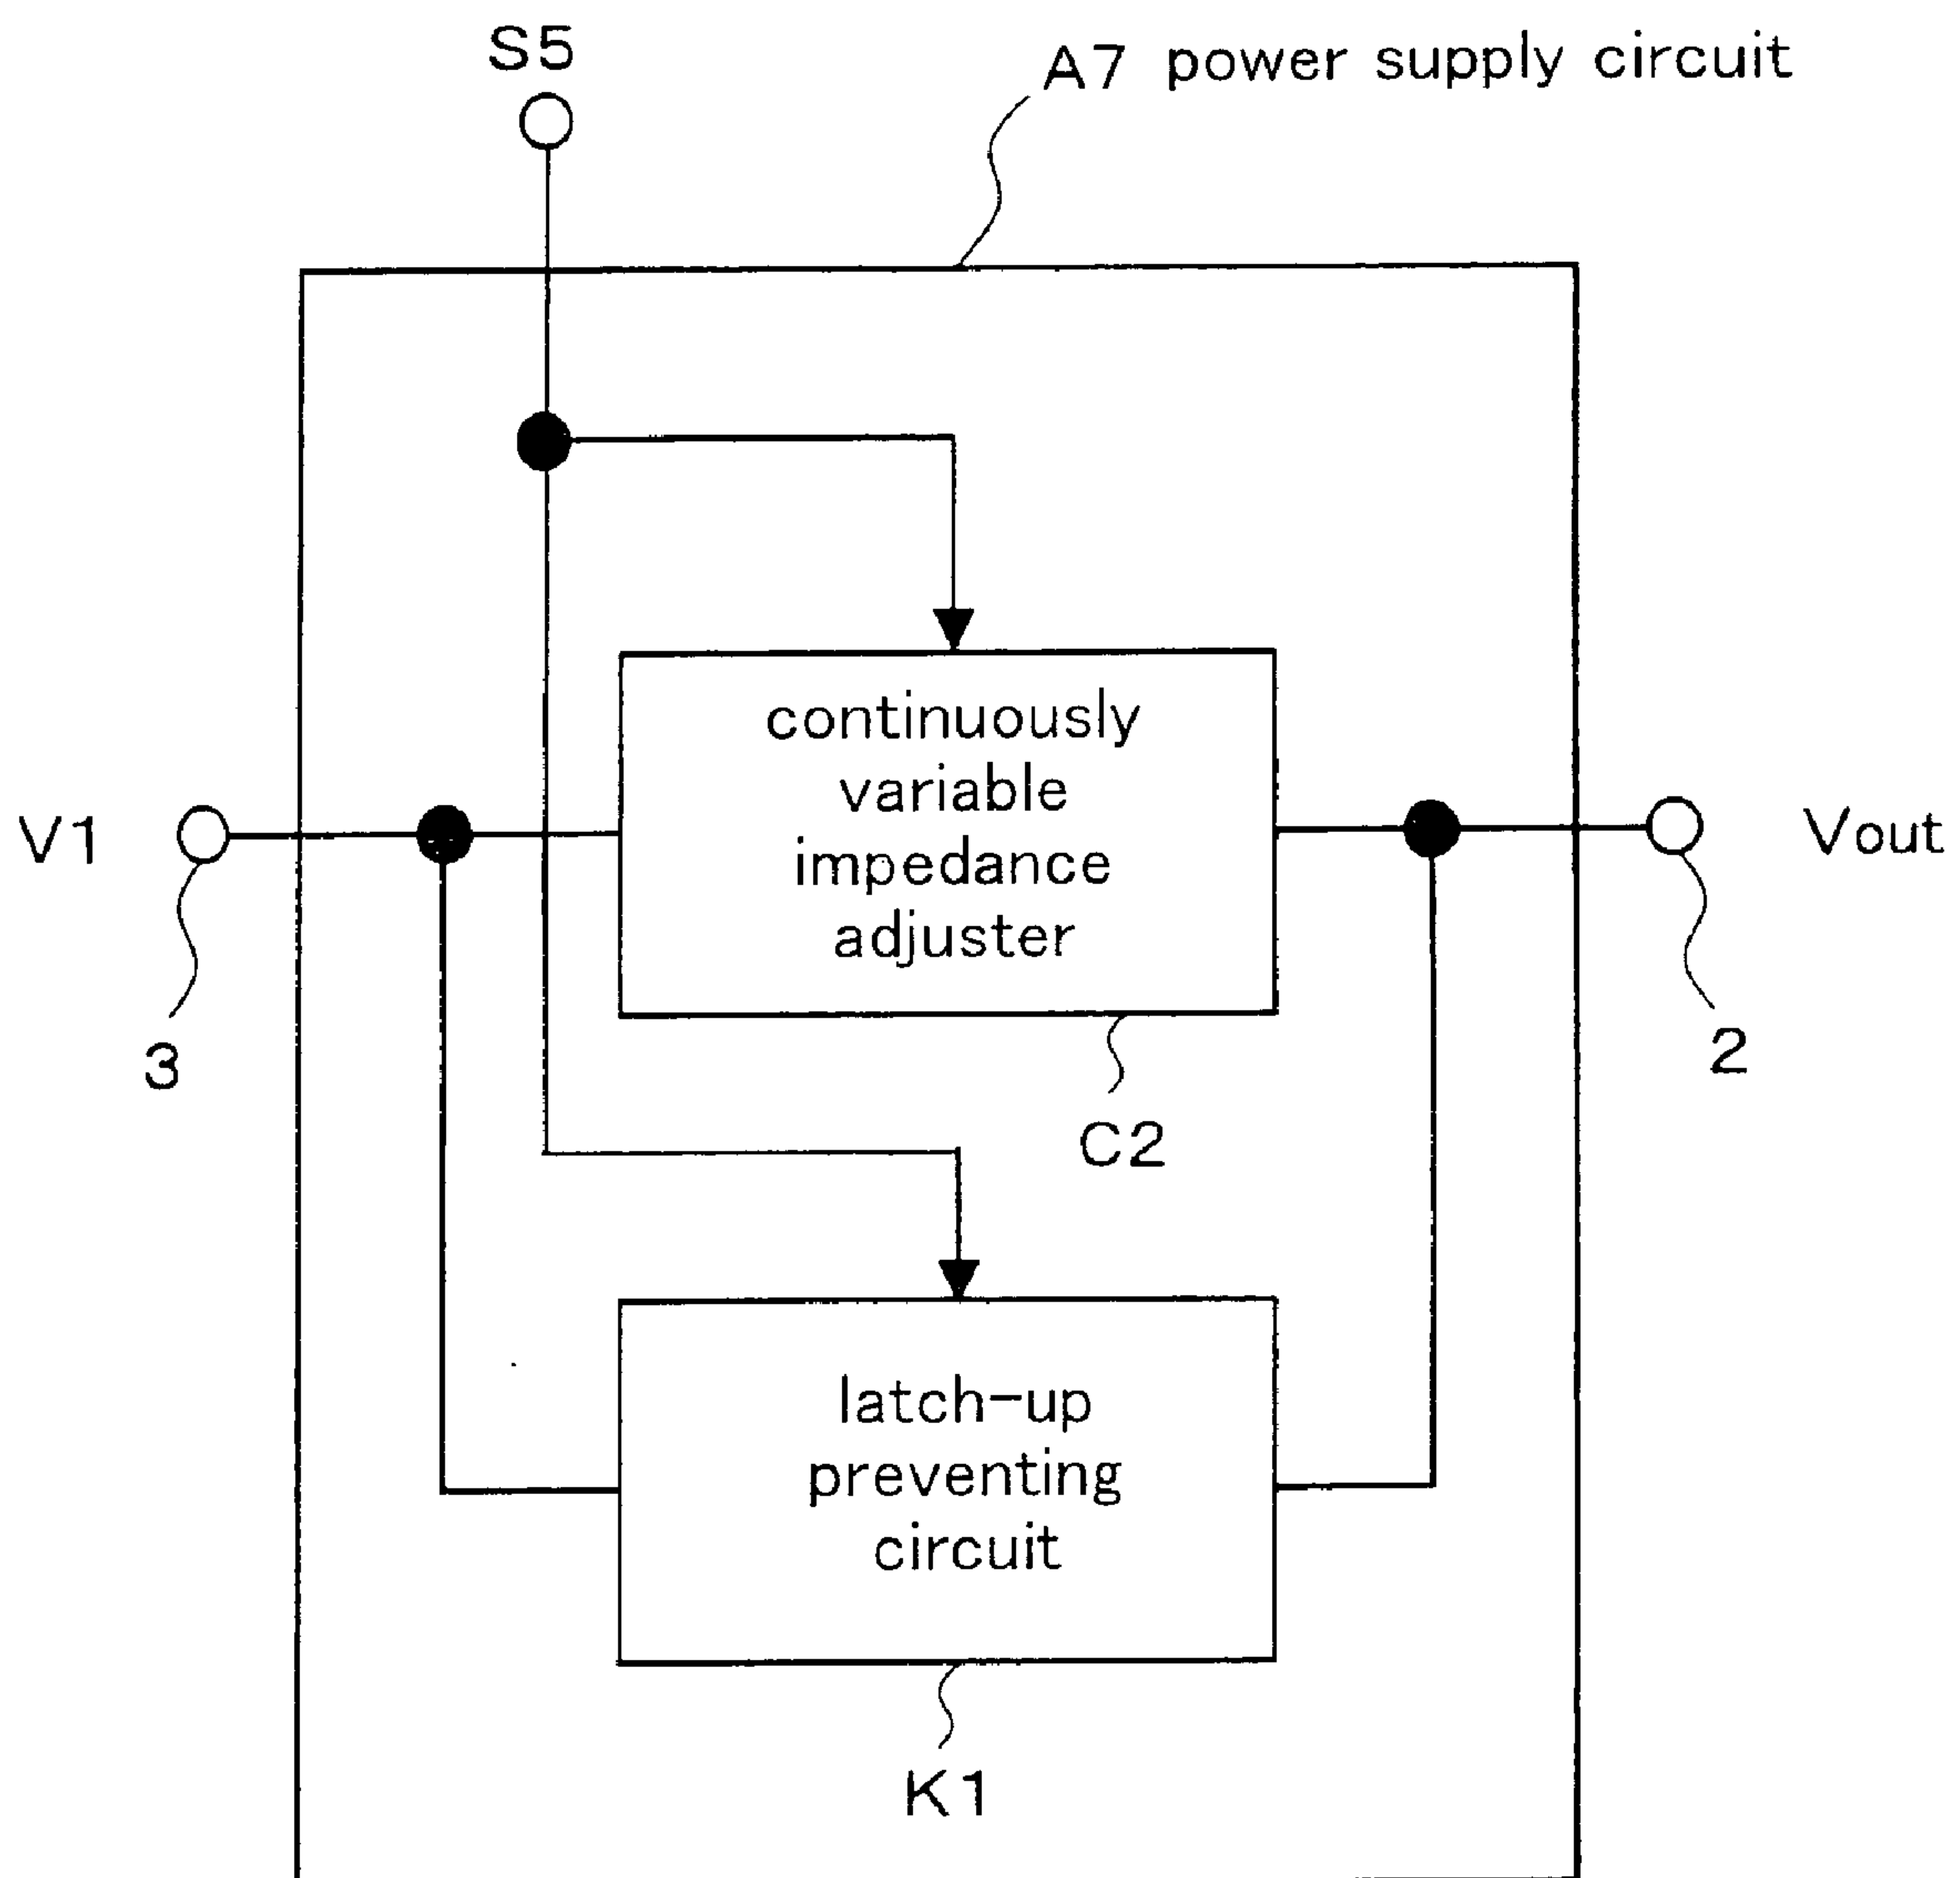 S5
A7 power supply circuit
continuously
variable
impedance
adjuster
V1
Vout
3
2
C2
latch-up
preventing
circuit
K1